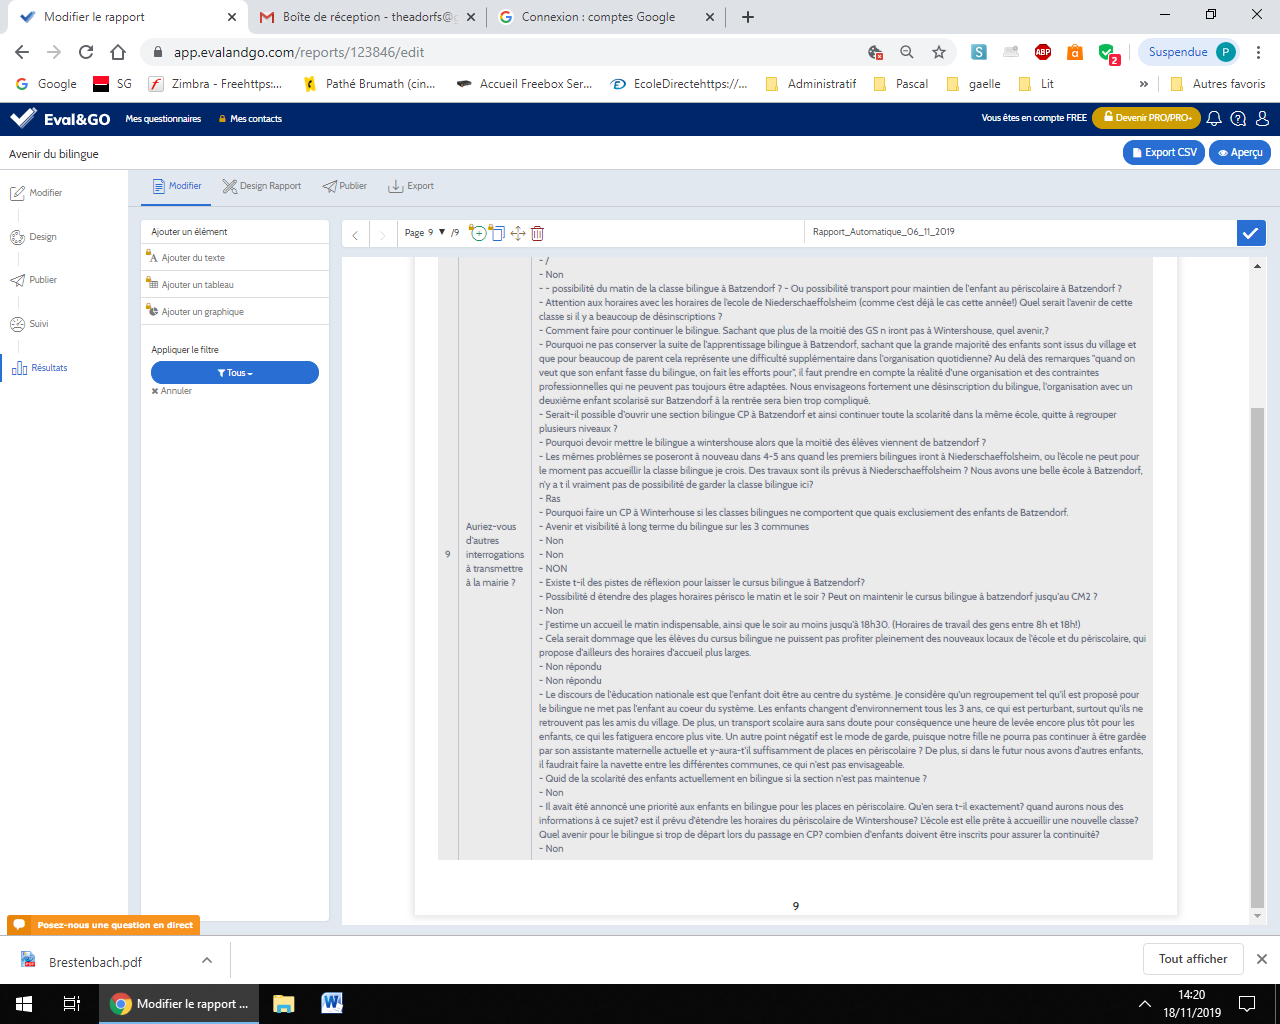 Modifier le rapport
Boîte de réception - theadorfs@g
Connexion : comptes Google
app.evalandgo.com/reports/123846/edit
Suspendue P
Google
SG
Zimbra - Freehttps:...
Pathé Brumath (cin...
Accueil Freebox Ser...
EcoleDirectehttps://...
Administratif
Pascal
gaelle
Lit
»
Autres favoris
Eval&GO
Mes questionnaires
Mes contacts
Vous êtes en compte FREE
Devenir PRO/PRO+
Avenir du bilingue
Export CSV
Aperçu
Modifier
Design
Publier
Suivi
Résultats
Modifier
Design Rapport
Publier
Export
Ajouter un élément
Ajouter du texte
Ajouter un tableau
Ajouter un graphique
Appliquer le filtre
Tous
Annuler
Page 9 /9
Rapport_Automatique_06_11_2019
9
Auriez-vous
d'autres
interrogations
à transmettre
à la mairie ?
- /
- Non
- - possibilité du matin de la classe bilingue à Batzendorf ? - Ou possibilité transport pour maintien de l'enfant au périscolaire à Batzendorf ?
- Attention aux horaires avec les horaires de l'ecole de Niederschaeffolsheim (comme c'est déjà le cas cette année!) Quel serait l'avenir de cette
classe si il y a beaucoup de désinscriptions ?
- Comment faire pour continuer le bilingue. Sachant que plus de la moitié des GS n iront pas à Wintershouse, quel avenir,?
- Pourquoi ne pas conserver la suite de l'apprentissage bilingue à Batzendorf, sachant que la grande majorité des enfants sont issus du village et
que pour beaucoup de parent cela représente une difficulté supplémentaire dans l'organisation quotidienne? Au delà des remarques "quand on
veut que son enfant fasse du bilingue, on fait les efforts pour", il faut prendre en compte la réalité d'une organisation et des contraintes
professionnelles qui ne peuvent pas toujours être adaptées. Nous envisageons fortement une désinscription du bilingue, l'organisation avec un
deuxième enfant scolarisé sur Batzendorf à la rentrée sera bien trop compliqué.
- Serait-il possible d'ouvrir une section bilingue CP à Batzendorf et ainsi continuer toute la scolarité dans la même école, quitte à regrouper
plusieurs niveaux ?
- Pourquoi devoir mettre le bilingue a wintershouse alors que la moitié des élèves viennent de batzendorf ?
- Les mêmes problèmes se poseront à nouveau dans 4-5 ans quand les premiers bilingues iront à Niederschaeffolsheim, ou l'école ne peut pour
le moment pas accueillir la classe bilingue je crois. Des travaux sont ils prévus à Niederschaeffolsheim ? Nous avons une belle école à Batzendorf,
n'y a t il vraiment pas de possibilité de garder la classe bilingue ici?
- Ras
- Pourquoi faire un CP à Winterhouse si les classes bilingues ne comportent que quais exclusiement des enfants de Batzendorf.
- Avenir et visibilité à long terme du bilingue sur les 3 communes
- Non
- Non
- NON
- Existe t-il des pistes de réflexion pour laisser le cursus bilingue à Batzendorf?
- Possibilité d étendre des plages horaires périsco le matin et le soir ? Peut on maintenir le cursus bilingue à batzendorf jusqu'au CM2 ?
- Non
- J'estime un accueil le matin indispensable, ainsi que le soir au moins jusqu'à 18h30. (Horaires de travail des gens entre 8h et 18h!)
- Cela serait dommage que les élèves du cursus bilingue ne puissent pas profiter pleinement des nouveaux locaux de l'école et du périscolaire, qui
propose d'ailleurs des horaires d'accueil plus larges.
- Non répondu
- Non répondu
- Le discours de l'éducation nationale est que l'enfant doit être au centre du système. Je considère qu'un regroupement tel qu'il est proposé pour
le bilingue ne met pas l'enfant au coeur du système. Les enfants changent d'environnement tous les 3 ans, ce qui est perturbant, surtout qu'ils ne
retrouvent pas les amis du village. De plus, un transport scolaire aura sans doute pour conséquence une heure de levée encore plus tôt pour les
enfants, ce qui les fatiguera encore plus vite. Un autre point négatif est le mode de garde, puisque notre fille ne pourra pas continuer à être gardée
par son assistante maternelle actuelle et y-aura-t'il suffisamment de places en périscolaire ? De plus, si dans le futur nous avons d'autres enfants,
il faudrait faire la navette entre les différentes communes, ce qui n'est pas envisageable.
- Quid de la scolarité des enfants actuellement en bilingue si la section n'est pas maintenue ?
- Non
- Il avait été annoncé une priorité aux enfants en bilingue pour les places en périscolaire. Qu'en sera t-il exactement? quand aurons nous des
informations à ce sujet? est il prévu d'étendre les horaires du périscolaire de Wintershouse? L'école est elle prête à accueillir une nouvelle classe?
Quel avenir pour le bilingue si trop de départ lors du passage en CP? combien d'enfants doivent être inscrits pour assurer la continuité?
- Non
9
Posez-nous une question en direct
Brestenbach.pdf
Tout afficher
Modifier le rapport ...
14:20
18/11/2019